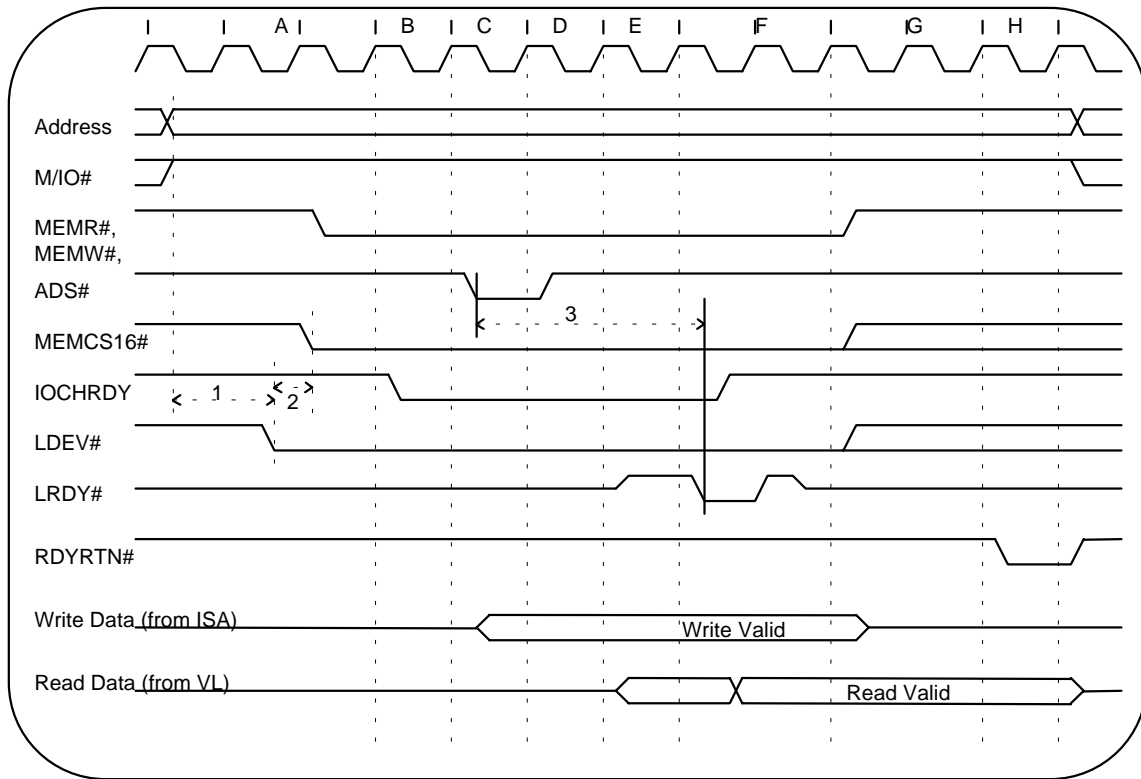 A B C D E F G H
Address
M/IO#
MEMR#,
MEMW#,
ADS#
3
MEMCS16#
IOCHRDY
1
2
LDEV#
LRDY#
RDYRTN#
Write Data (from ISA)
Write Valid
Read Data (from VL)
Read Valid